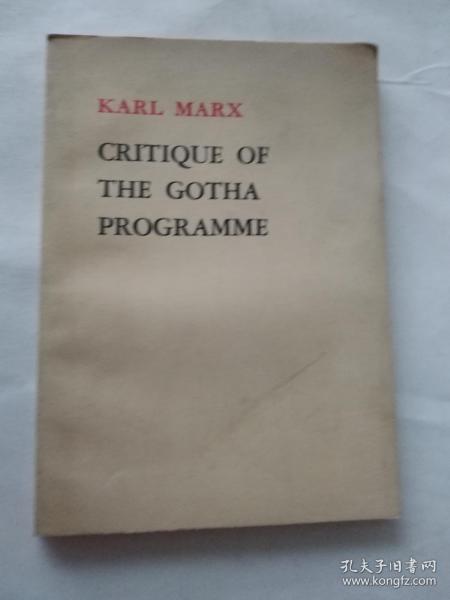 KARL MARX
CRITIQUE OF
THE GOTHA
PROGRAMME
孔夫子旧书网
www.kongfz.com